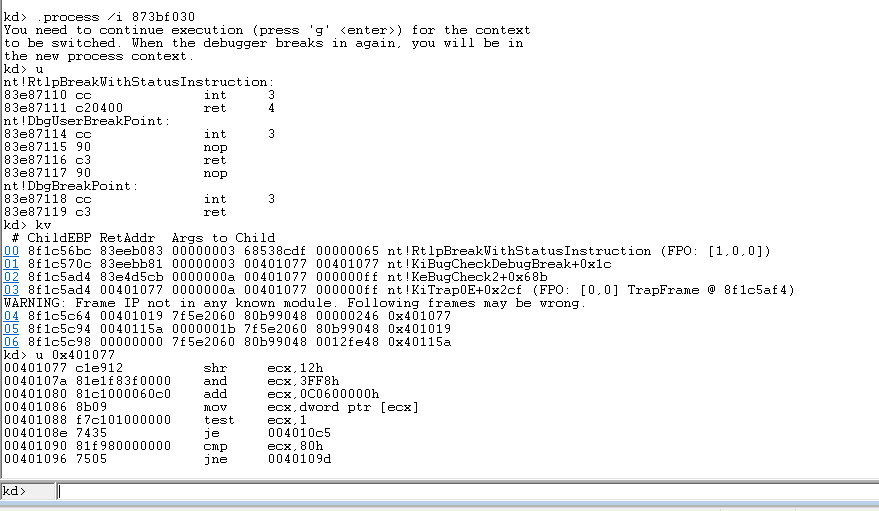 kd> .process /i 873bf030
You need to continue execution (press 'g' <enter>) for the context
to be switched. When the debugger breaks in again, you will be in
the new process context.
kd> u
nt!RtlpBreakWithStatusInstruction:
83e87110 cc              int     3
83e87111 c20400          ret     4
nt!DbgUserBreakPoint:
83e87114 cc              int     3
83e87115 90              nop
83e87116 c3              ret
83e87117 90              nop
nt!DbgBreakPoint:
83e87118 cc              int     3
83e87119 c3              ret
kd> kv
 # ChildEBP RetAddr  Args to Child
00 8f1c56bc 83eeb083 00000003 68538cdf 00000065 nt!RtlpBreakWithStatusInstruction (FPO: [1,0,0])
01 8f1c570c 83eebb81 00000003 00401077 00401077 nt!KiBugCheckDebugBreak+0x1c
02 8f1c5ad4 83e4d5cb 0000000a 00401077 000000ff nt!KeBugCheck2+0x68b
03 8f1c5ad4 00401077 0000000a 00401077 000000ff nt!KiTrap0E+0x2cf (FPO: [0,0] TrapFrame @ 8f1c5af4)
WARNING: Frame IP not in any known module. Following frames may be wrong.
04 8f1c5c64 00401019 7f5e2060 80b99048 00000246 0x401077
05 8f1c5c94 0040115a 0000001b 7f5e2060 80b99048 0x401019
06 8f1c5c98 00000000 7f5e2060 80b99048 0012fe48 0x40115a
kd> u 0x401077
00401077 c1e912          shr     ecx,12h
0040107a 81e1f83f0000    and     ecx,3FF8h
00401080 81c1000060c0    add     ecx,0C0600000h
00401086 8b09            mov     ecx,dword ptr [ecx]
00401088 f7c101000000    test    ecx,1
0040108e 7435            je      004010c5
00401090 81f980000000    cmp     ecx,80h
00401096 7505            jne     0040109d
kd>